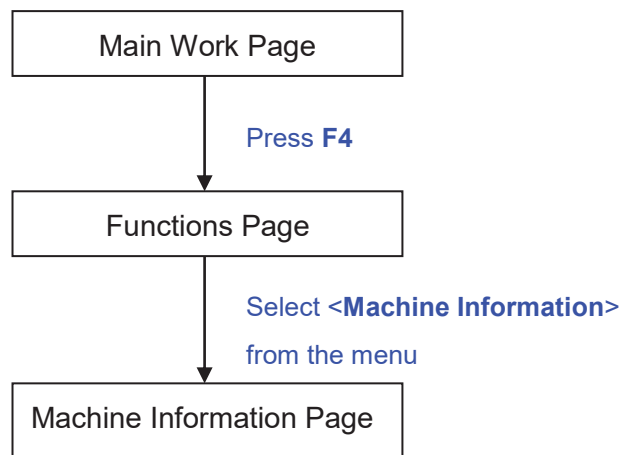 Main Work Page
Press F4
Functions Page
Select <Machine Information>
from the menu
Machine Information Page